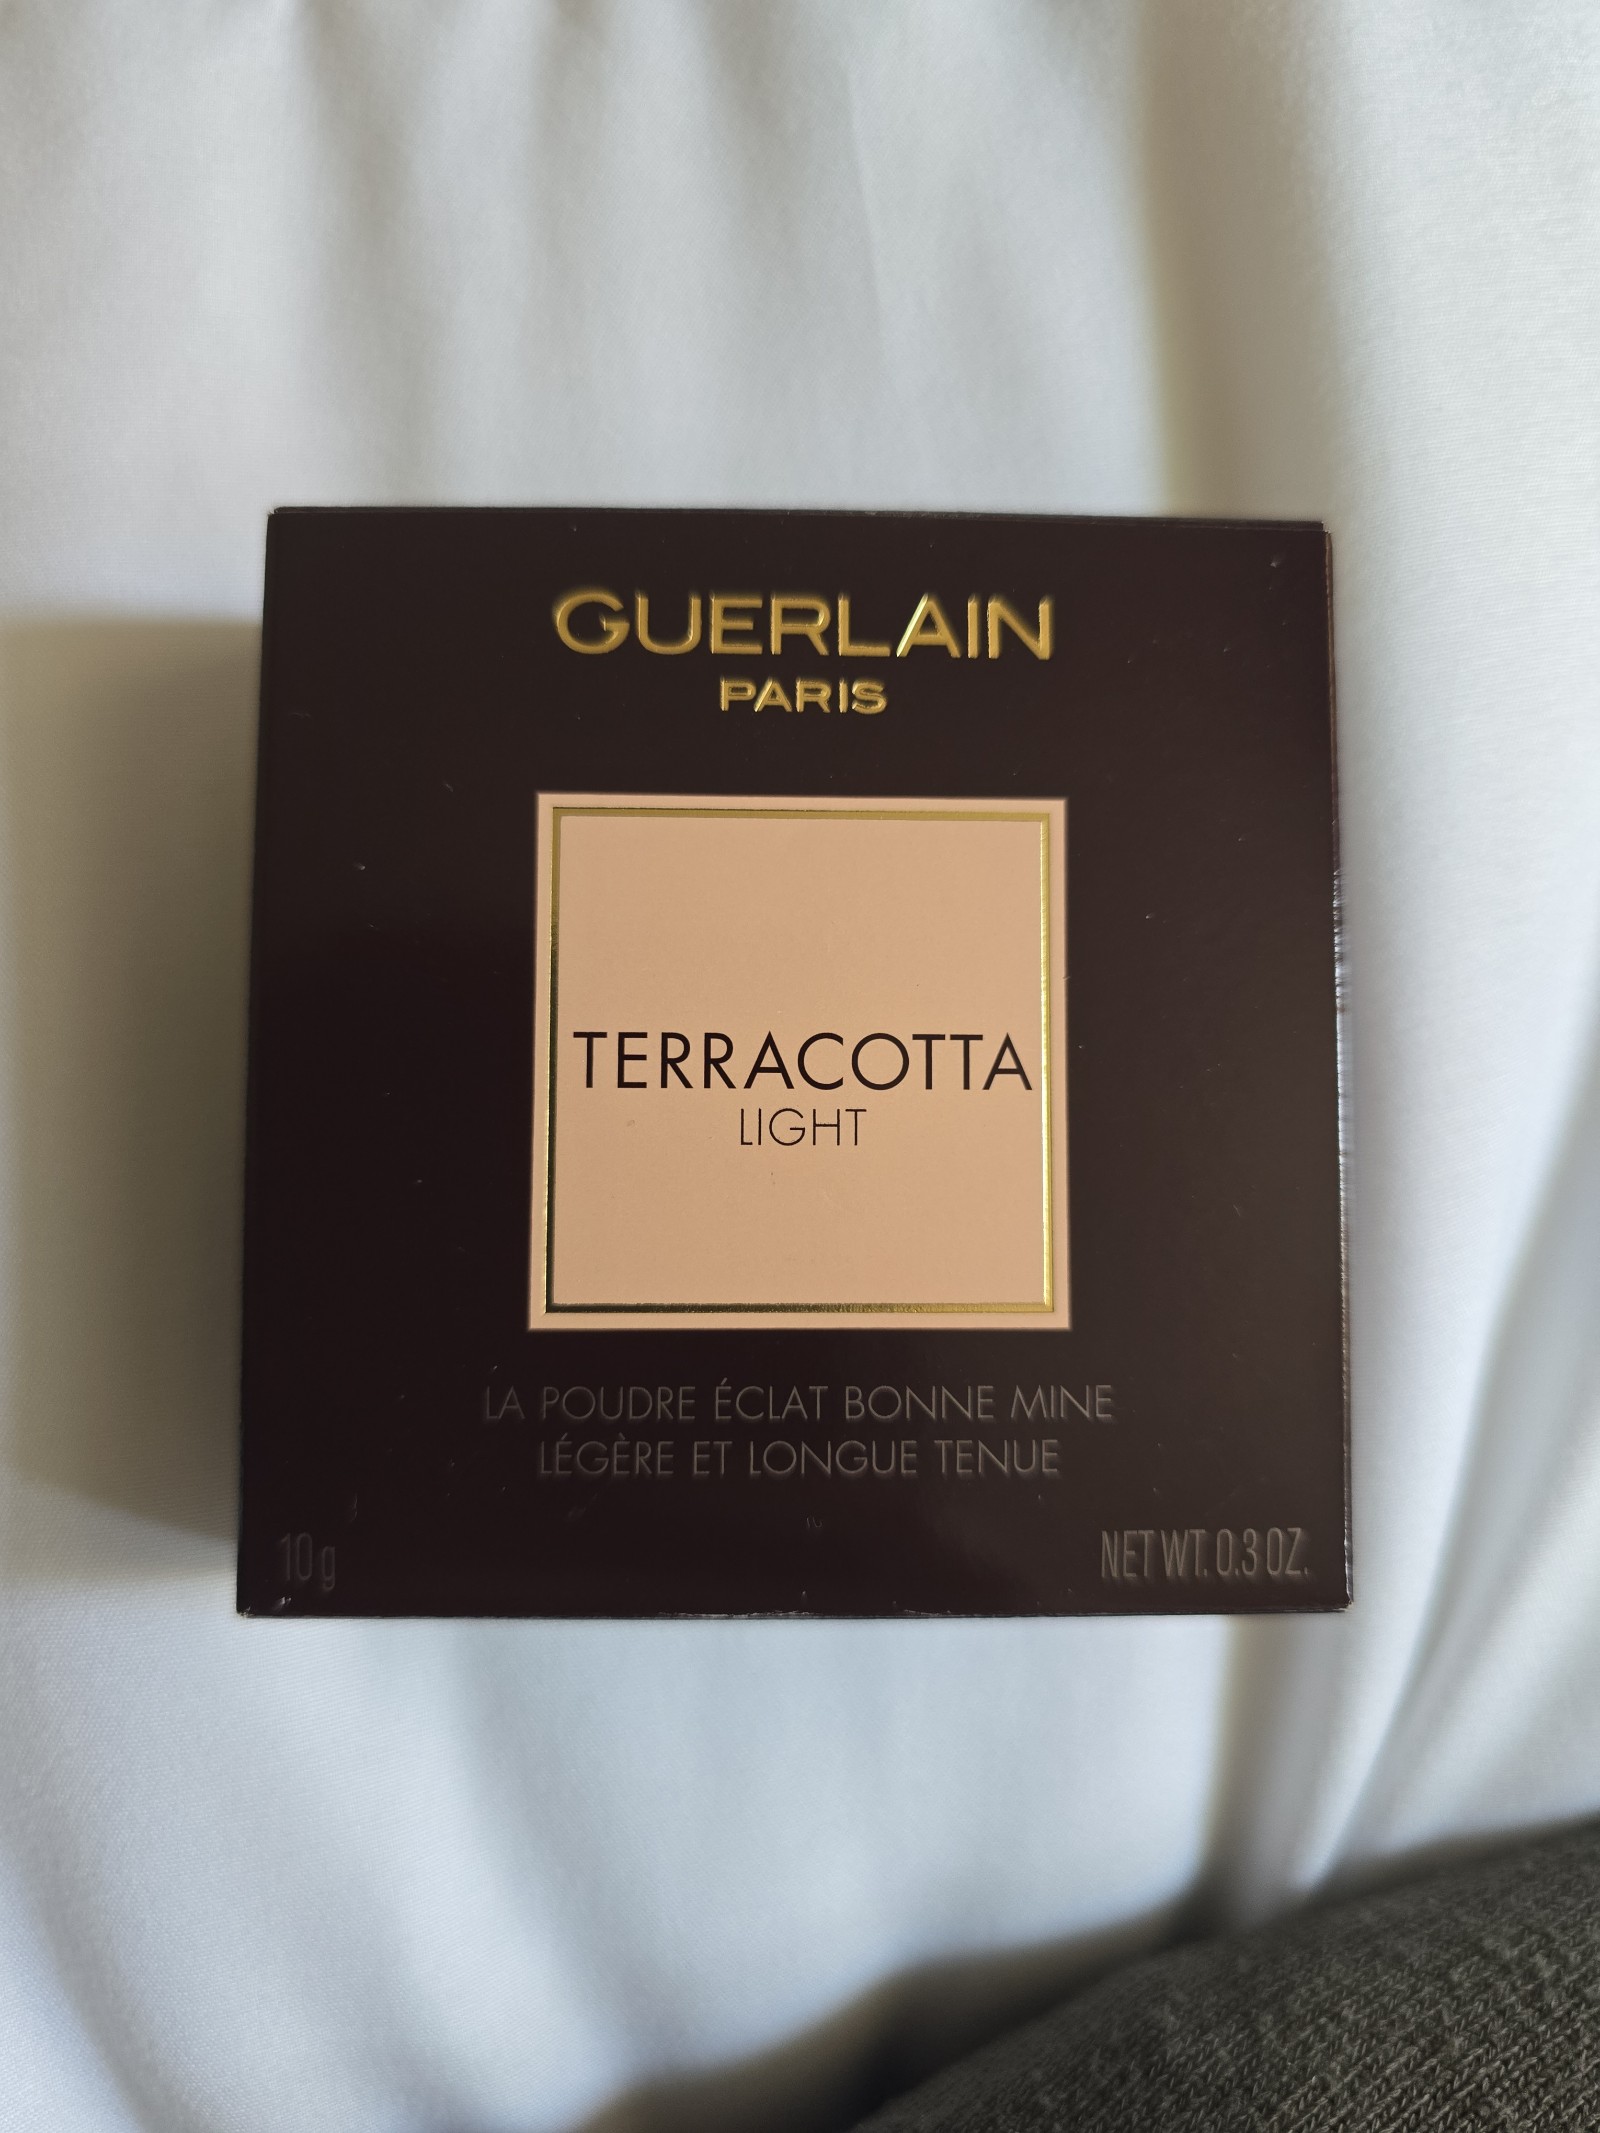 GUERLAIN
PARIS
TERRACOTTA
LIGHT
LA POUDRE ÉCLAT BONNE MINE
LÉGÈRE ET LONGUE TENUE
10g
NET WT. 0.3 OZ.